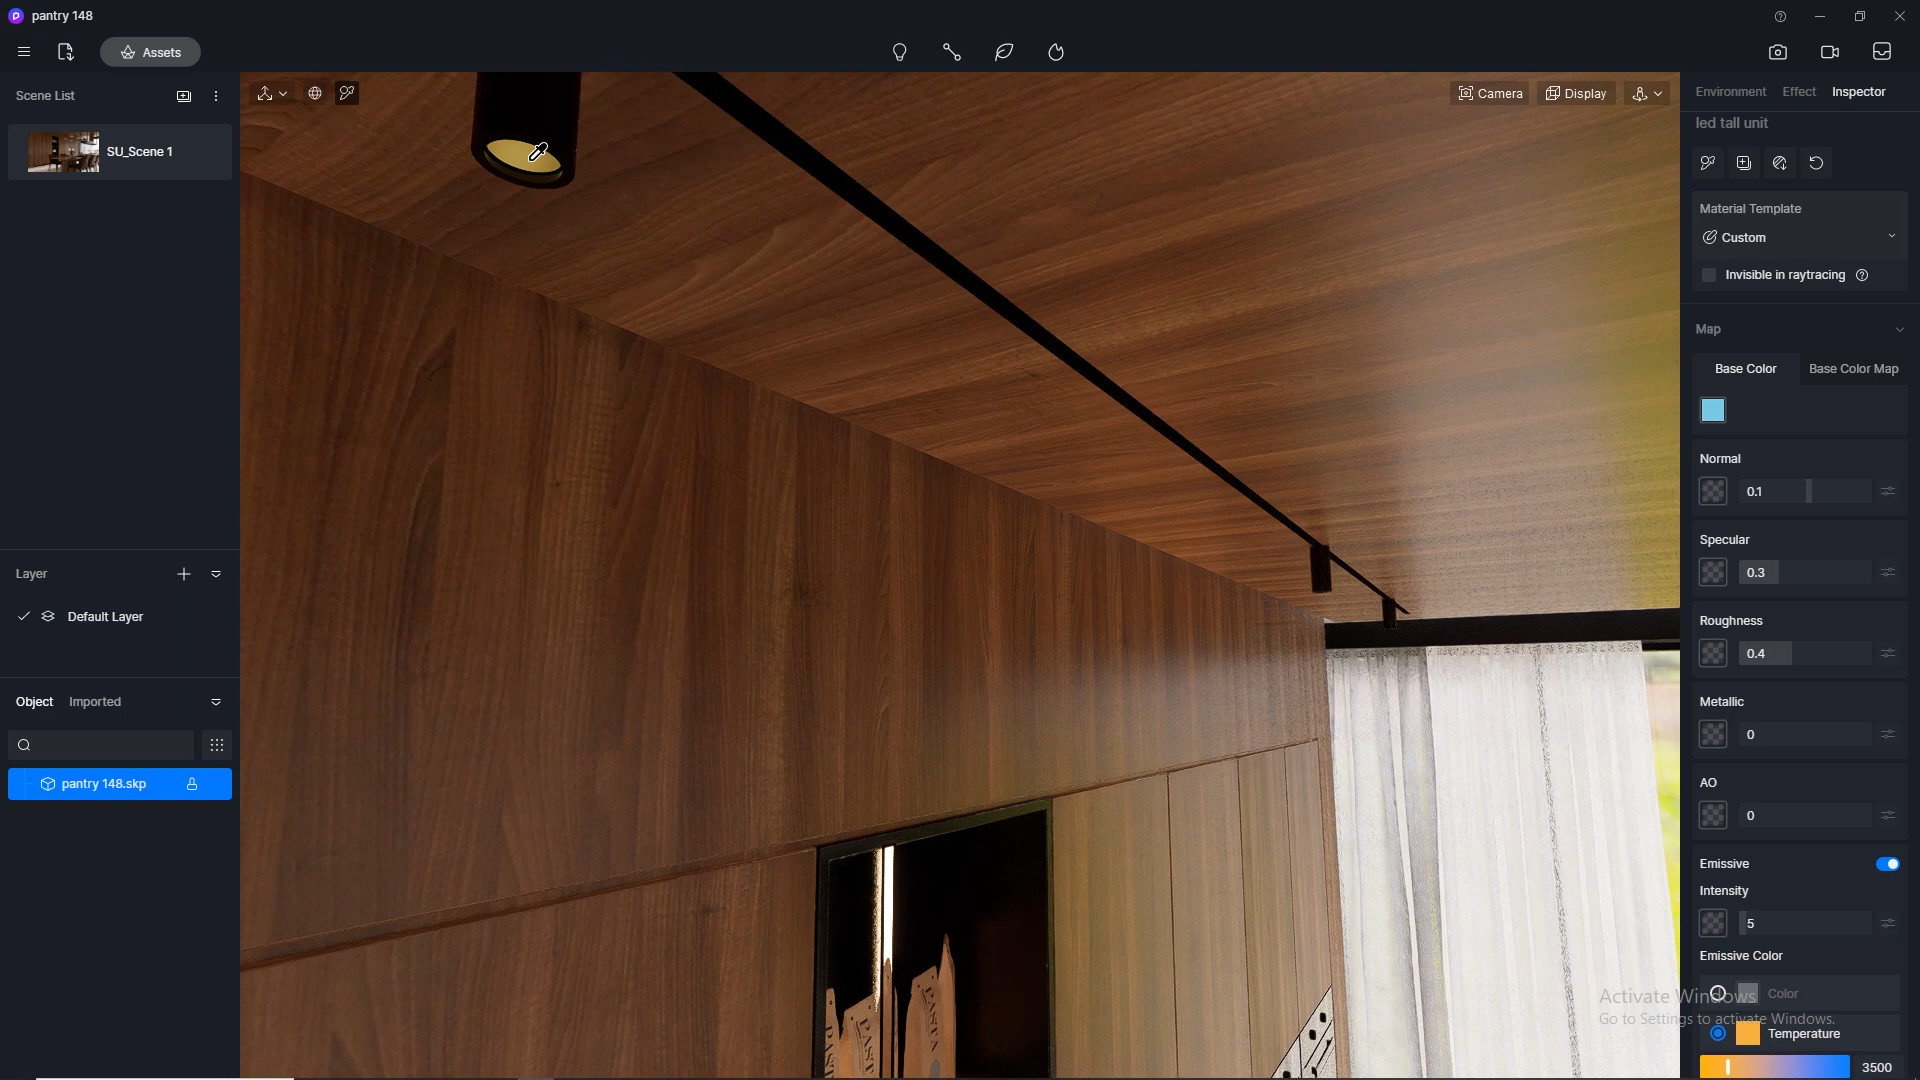 pantry 148
Assets
Scene List
SU_Scene 1
Camera
Display
Environment Effect Inspector
led tall unit
Material Template
Custom
Invisible in raytracing
Map
Base Color Base Color Map
Normal
0.1
Specular
0.3
Roughness
0.4
Metallic
0
AO
0
Emissive
Intensity
5
Emissive Color
Color
Temperature
3500
Layer
Default Layer
Object Imported
pantry 148.skp
PASTA
PASTA
PASTA
Activate Windows
Go to Settings to activate Windows.